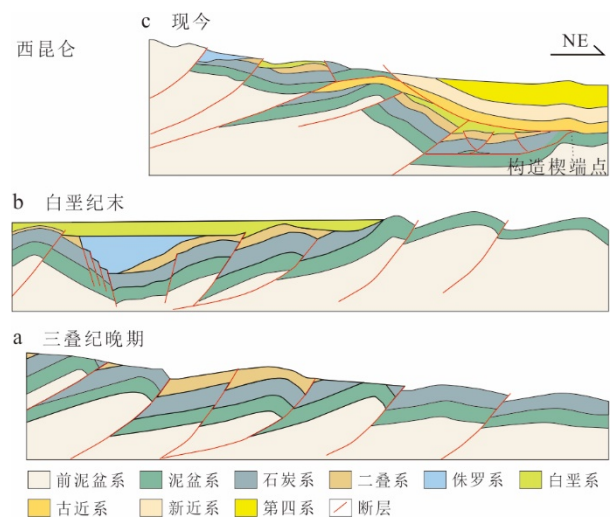 c 现今
西昆仑
NE
构造楔端点
b 白垩纪末
a 三叠纪晚期
前泥盆系 泥盆系 石炭系 二叠系 侏罗系 白垩系
古近系 新近系 第四系 断层